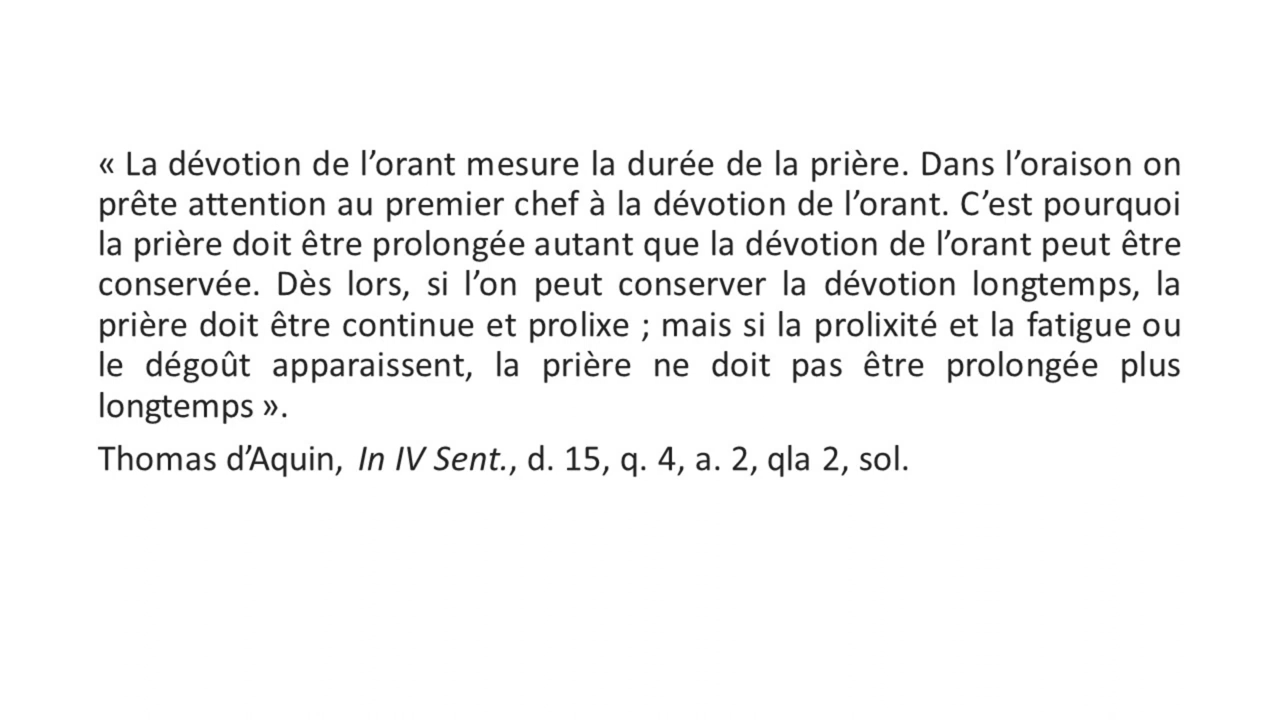 « La dévotion de l’orant mesure la durée de la prière. Dans l’oraison on
prête attention au premier chef à la dévotion de l’orant. C’est pourquoi
la prière doit être prolongée autant que la dévotion de l’orant peut être
conservée. Dès lors, si l’on peut conserver la dévotion longtemps, la
prière doit être continue et prolixe ; mais si la prolixité et la fatigue ou
le dégoût apparaissent, la prière ne doit pas être prolongée plus
longtemps ».
Thomas d’Aquin, In IV Sent., d. 15, q. 4, a. 2, qla 2, sol.